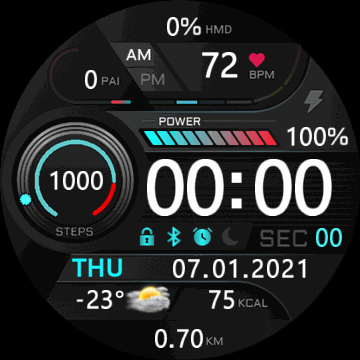 0% HMD
AM
PM
0 PAI
72 BPM
POWER
100%
1000
STEPS
00:00
SEC 00
THU 07.01.2021
-23° 75 KCAL
0.70 KM